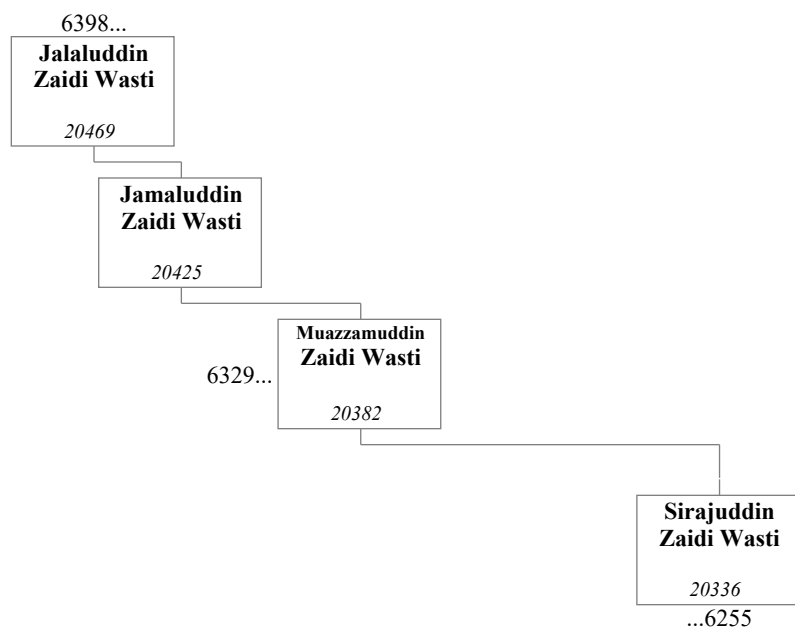 6398...
Jalaluddin
Zaidi Wasti
20469
Jamaluddin
Zaidi Wasti
20425
Muazzamuddin
Zaidi Wasti
6329...
20382
Sirajuddin
Zaidi Wasti
20336
...6255